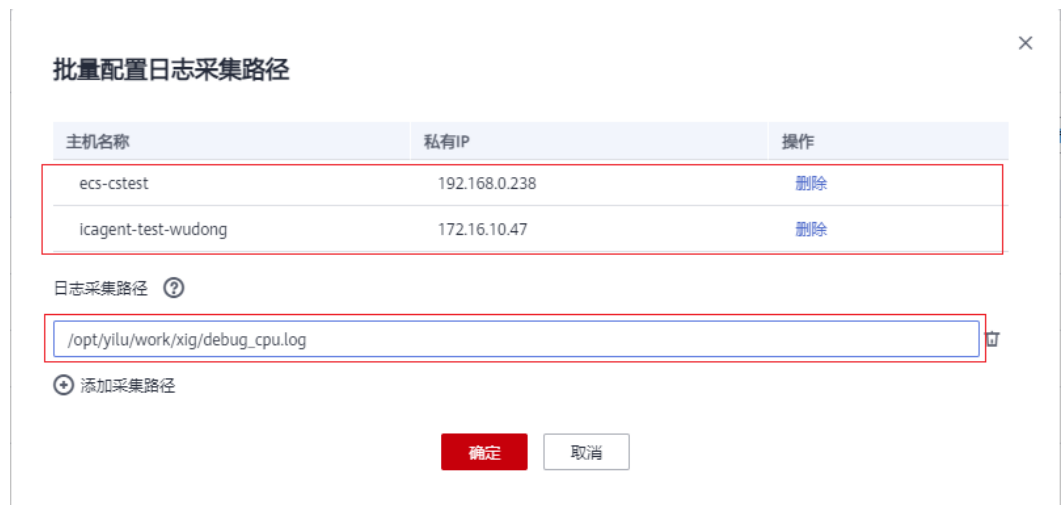 批量配置日志采集路径
主机名称 私有IP 操作
ecs-cstest 192.168.0.238 删除
icagent-test-wudong 172.16.10.47 删除
日志采集路径
/opt/yilu/work/xig/debug_cpu.log
添加采集路径
确定 取消